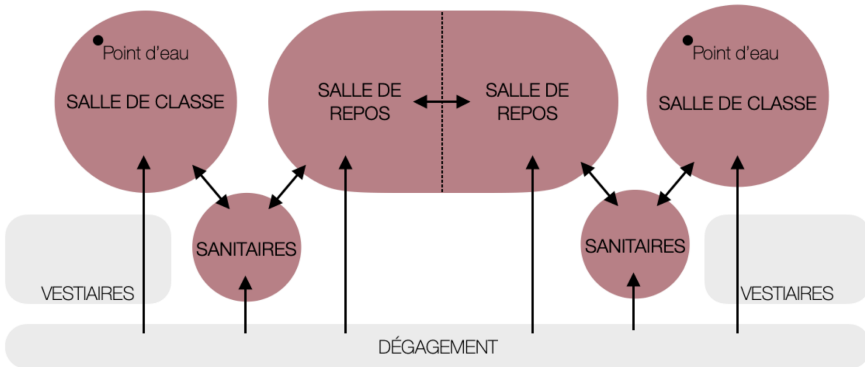 Point d'eau
SALLE DE CLASSE
SALLE DE
REPOS
SALLE DE
REPOS
Point d'eau
SALLE DE CLASSE
SANITAIRES
SANITAIRES
VESTIAIRES
VESTIAIRES
DÉGAGEMENT